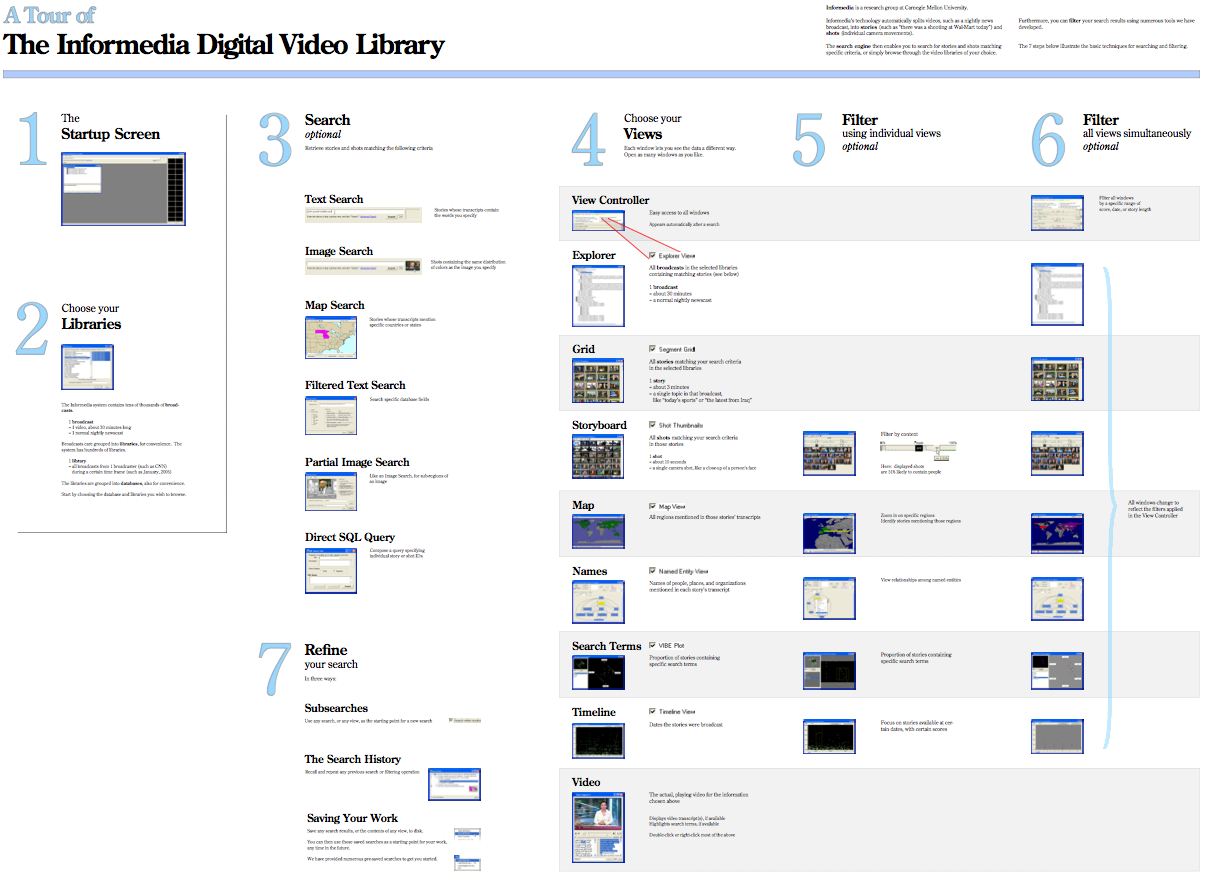 A Tour of
The Informedia Digital Video Library
Informedia is a research group at Carnegie Mellon University.
Informedia's technology automatically splits videos, such as a nightly news
broadcast, into stories (such as "there was a shooting at Wal-Mart today") and
shots (individual camera movements).
The search engine then enables you to search for stories and shots matching
specific criteria, or simply browse through the video libraries of your choice.
Furthermore, you can filter your search results using numerous tools we have
developed.
The 7 steps below illustrate the basic techniques for searching and filtering.
1
The
Startup Screen
2
Choose your
Libraries
The Informedia system contains tens of thousands of broad-
casts.
1 broadcast
= 1 video, about 30 minutes long
= 1 normal nightly newscast
Broadcasts are grouped into libraries, for convenience. The
system has hundreds of libraries.
1 library
= all broadcasts from 1 broadcaster (such as CNN)
during a certain time frame (such as January, 2005)
The libraries are grouped into databases, also for convenience.
Start by choosing the database and libraries you wish to browse.
3
Search
optional
Retrieve stories and shots matching the following criteria
Text Search
Stories whose transcripts contain
the words you specify
Image Search
Shots containing the same distribution
of colors as the image you specify
Map Search
Stories whose transcripts mention
specific countries or states
Filtered Text Search
Search specific database fields
Partial Image Search
Like an Image Search, for subregions of
an image
Direct SQL Query
Compose a query specifying
individual story or shot IDs
7
Refine
your search
In three ways:
Subsearches
Use any search, or any view, as the starting point for a new search
The Search History
Recall and repeat any previous search or filtering operation
Saving Your Work
Save any search results, or the contents of any view, to disk.
You can then use these saved searches as a starting point for your work,
any time in the future.
We have provided numerous pre-saved searches to get you started.
4
Choose your
Views
Each window lets you see the data a different way.
Open as many windows as you like.
5
Filter
using individual views
optional
6
Filter
all views simultaneously
optional
View Controller
Easy access to all windows
Appears automatically after a search
Filter all windows
by a specific range of
score, date, or story length
Explorer
Explorer View
All broadcasts in the selected libraries
containing matching stories (see below)
1 broadcast
= about 30 minutes
= a normal nightly newscast
Grid
Segment Grid
All stories matching your search criteria
in the selected libraries
1 story
= about 3 minutes
= a single topic in that broadcast,
like "today's sports" or "the latest from Iraq"
Storyboard
Shot Thumbnails
All shots matching your search criteria
in those stories
1 shot
= about 10 seconds
= a single camera shot, like a close-up of a person's face
Filter by content
Here: displayed shots
are 51% likely to contain people
Map
Map View
All regions mentioned in those stories' transcripts
Zoom in on specific regions
Identify stories mentioning those regions
All windows change to
reflect the filters applied
in the View Controller
Names
Named Entity View
Names of people, places, and organizations
mentioned in each story's transcript
View relationships among named entities
Search Terms
VIBE Plot
Proportion of stories containing
specific search terms
Proportion of stories containing
specific search terms
Timeline
Timeline View
Dates the stories were broadcast
Focus on stories available at cer-
tain dates, with certain scores
Video
The actual, playing video for the information
chosen above
Displays video transcript(s), if available
Highlights search terms, if available
Double-click or right-click most of the above